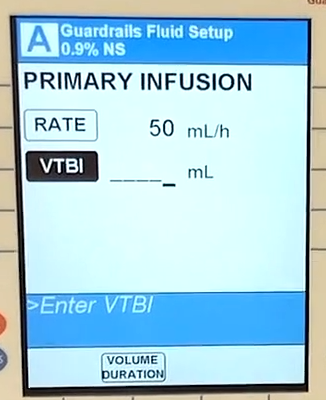 A
Guardrails Fluid Setup
0.9% NS
PRIMARY INFUSION
RATE 50 mL/h
VTBI _____ mL
>Enter VTBI
VOLUME
DURATION